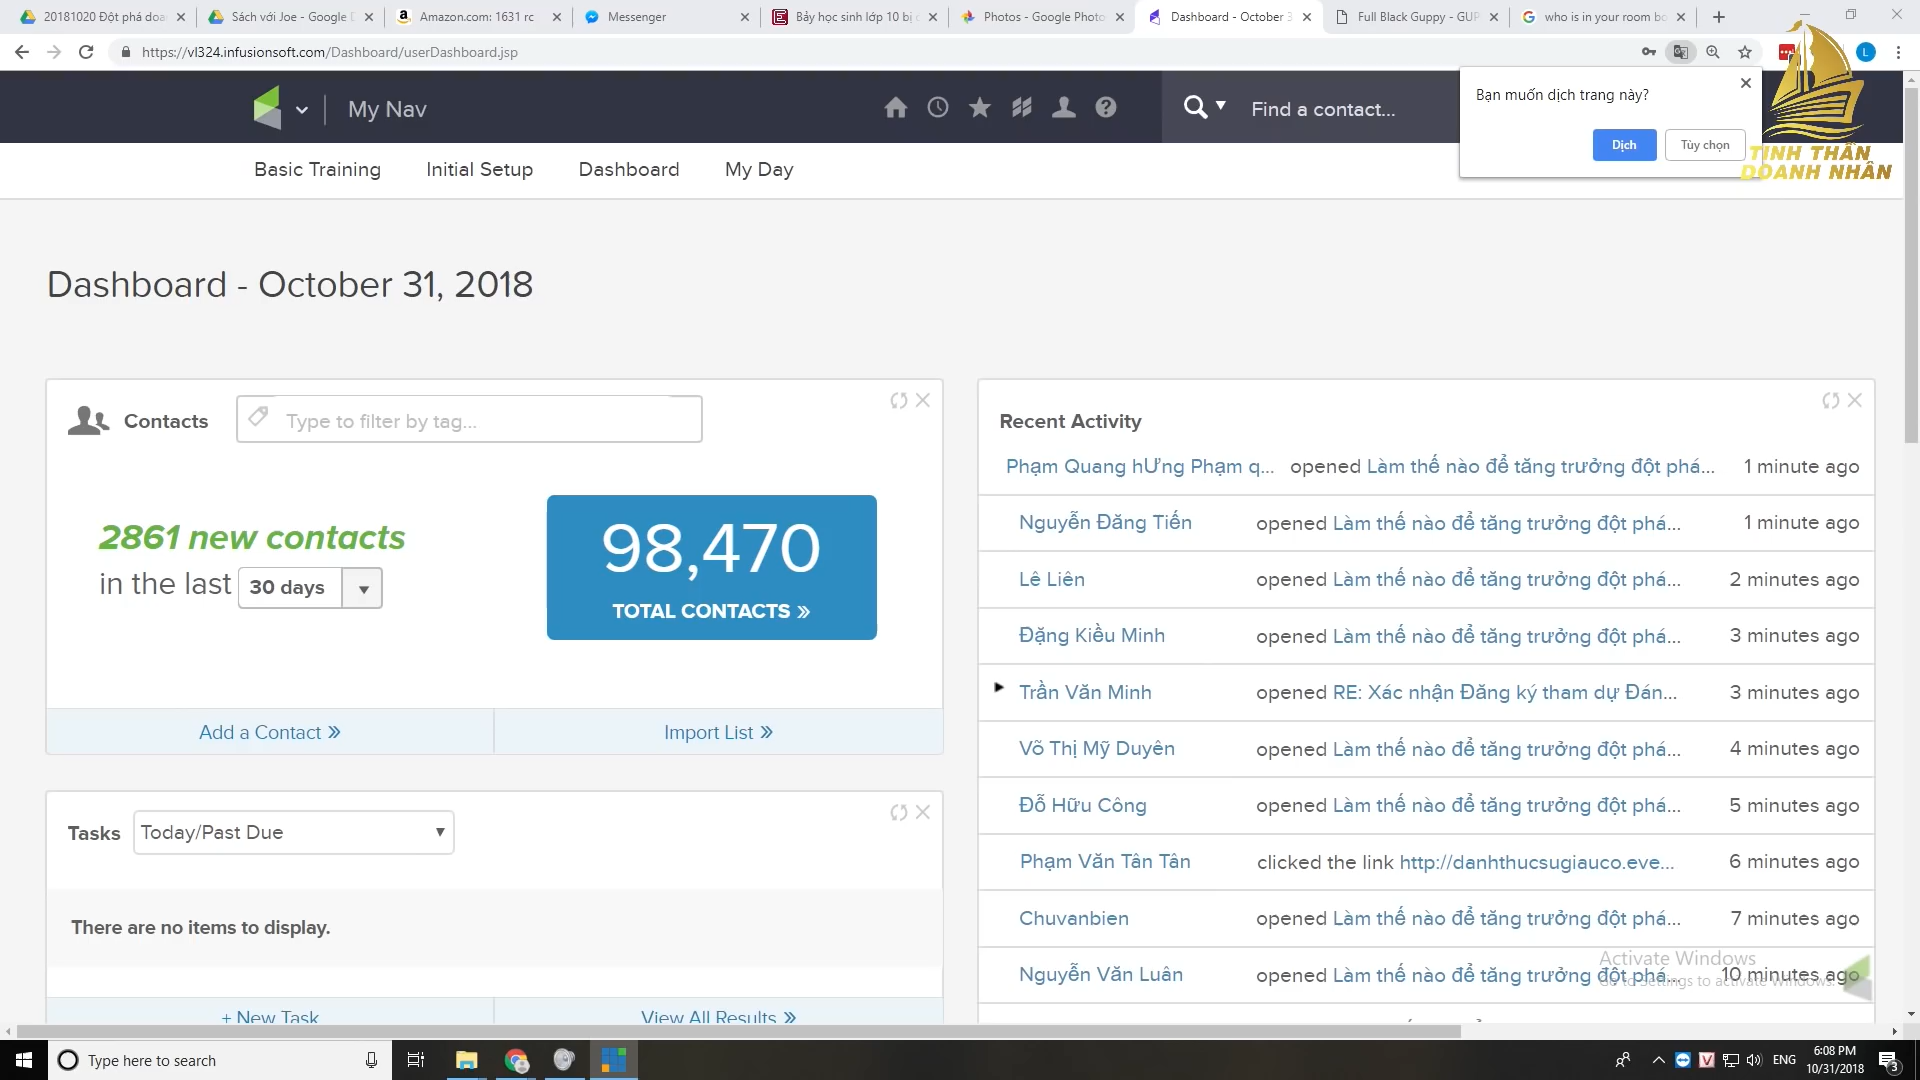 20181020 Đột phá doa
Sách với Joe - Google D
Amazon.com: 1631 rc
Messenger
Bảy học sinh lớp 10 bị c
Photos - Google Photo
Dashboard - October 3
Full Black Guppy - GUP
who is in your room bo
https://vl324.infusionsoft.com/Dashboard/userDashboard.jsp
L
My Nav
Find a contact...
Bạn muốn dịch trang này?
Dịch
Tùy chọn
TINH THẦN
DOANH NHÂN
Basic Training
Initial Setup
Dashboard
My Day
Dashboard - October 31, 2018
Contacts
Type to filter by tag...
2861 new contacts
in the last 30 days
98,470
TOTAL CONTACTS »
Add a Contact »
Import List »
Tasks
Today/Past Due
There are no items to display.
+ New Task
View All Results »
Recent Activity
Phạm Quang hƯng Phạm q... opened Làm thế nào để tăng trưởng đột phá... 1 minute ago
Nguyễn Đăng Tiến opened Làm thế nào để tăng trưởng đột phá... 1 minute ago
Lê Liên opened Làm thế nào để tăng trưởng đột phá... 2 minutes ago
Đặng Kiều Minh opened Làm thế nào để tăng trưởng đột phá... 3 minutes ago
Trần Văn Minh opened RE: Xác nhận Đăng ký tham dự Đán... 3 minutes ago
Võ Thị Mỹ Duyên opened Làm thế nào để tăng trưởng đột phá... 4 minutes ago
Đỗ Hữu Công opened Làm thế nào để tăng trưởng đột phá... 5 minutes ago
Phạm Văn Tân Tân clicked the link http://danhthucsugiauco.eve... 6 minutes ago
Chuvanbien opened Làm thế nào để tăng trưởng đột phá... 7 minutes ago
Nguyễn Văn Luân opened Làm thế nào để tăng trưởng đột phá... 10 minutes ago
Activate Windows
Go to Settings to activate Windows.
Type here to search
ENG
6:08 PM
10/31/2018
3